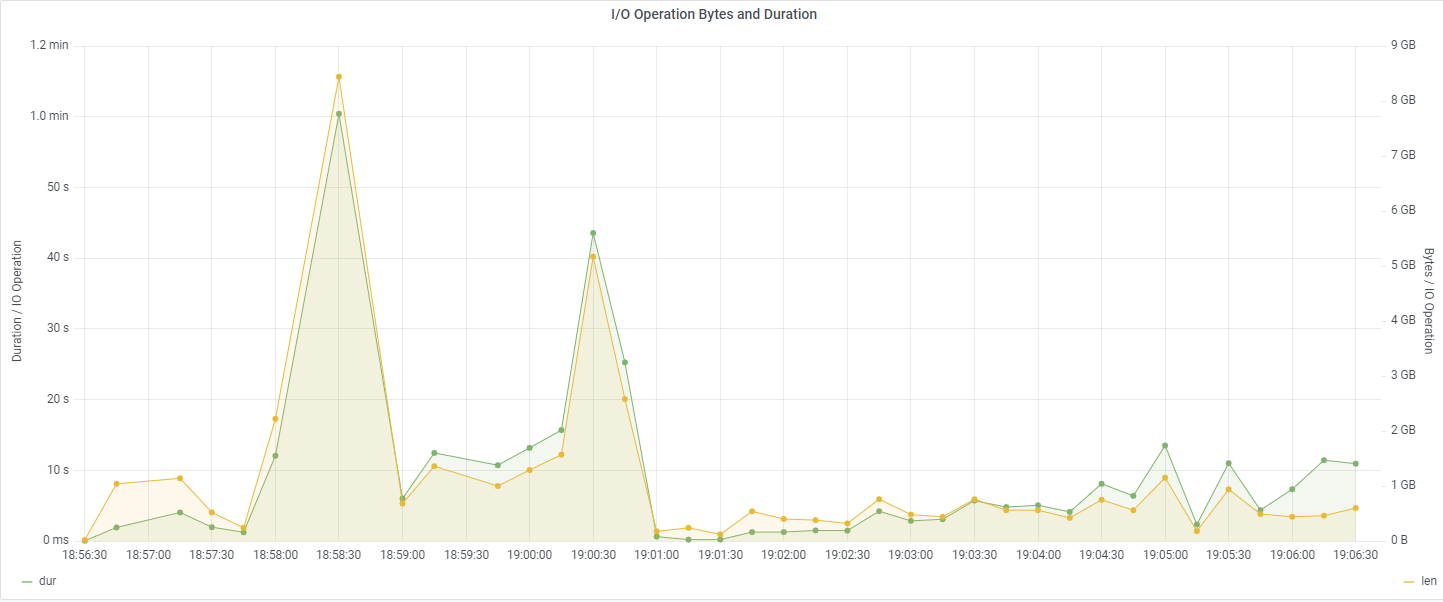 I/O Operation Bytes and Duration
1.2 min
1.0 min
50 s
40 s
30 s
20 s
10 s
0 ms
Duration / IO Operation
9 GB
8 GB
7 GB
6 GB
5 GB
4 GB
3 GB
2 GB
1 GB
0 B
Bytes / IO Operation
18:56:30 18:57:00 18:57:30 18:58:00 18:58:30 18:59:00 18:59:30 19:00:00 19:00:30 19:01:00 19:01:30 19:02:00 19:02:30 19:03:00 19:03:30 19:04:00 19:04:30 19:05:00 19:05:30 19:06:00 19:06:30
dur
len